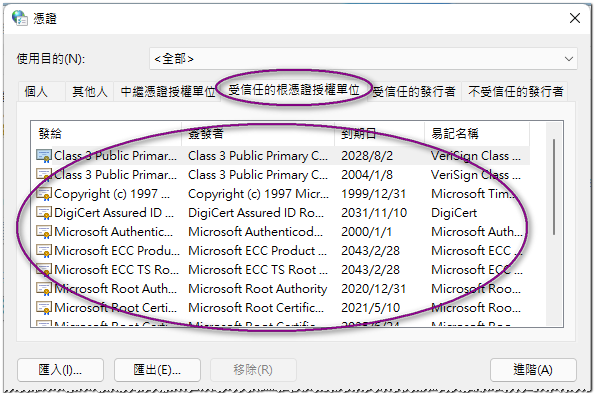 憑證
使用目的(N): <全部>
個人 其他人 中繼憑證授權單位 受信任的根憑證授權單位 受信任的發行者 不受信任的發行者
發給 簽發者 到期日 易記名稱
Class 3 Public Primar... Class 3 Public Primary C... 2028/8/2 VeriSign Class ...
Class 3 Public Primar... Class 3 Public Primary C... 2004/1/8 VeriSign Class ...
Copyright (c) 1997 ... Copyright (c) 1997 Micr... 1999/12/31 Microsoft Tim...
DigiCert Assured ID ... DigiCert Assured ID Ro... 2031/11/10 DigiCert
Microsoft Authentic... Microsoft Authenticod... 2000/1/1 Microsoft Auth...
Microsoft ECC Produ... Microsoft ECC Product ... 2043/2/28 Microsoft ECC ...
Microsoft ECC TS Ro... Microsoft ECC TS Root ... 2043/2/28 Microsoft ECC ...
Microsoft Root Auth... Microsoft Root Authority 2020/12/31 Microsoft Roo...
Microsoft Root Certi... Microsoft Root Certific... 2021/5/10 Microsoft Roo...
Microsoft Root Certi... Microsoft Root Certific... Microsoft Roo...
匯入(I)... 匯出(E)... 移除(R) 進階(A)